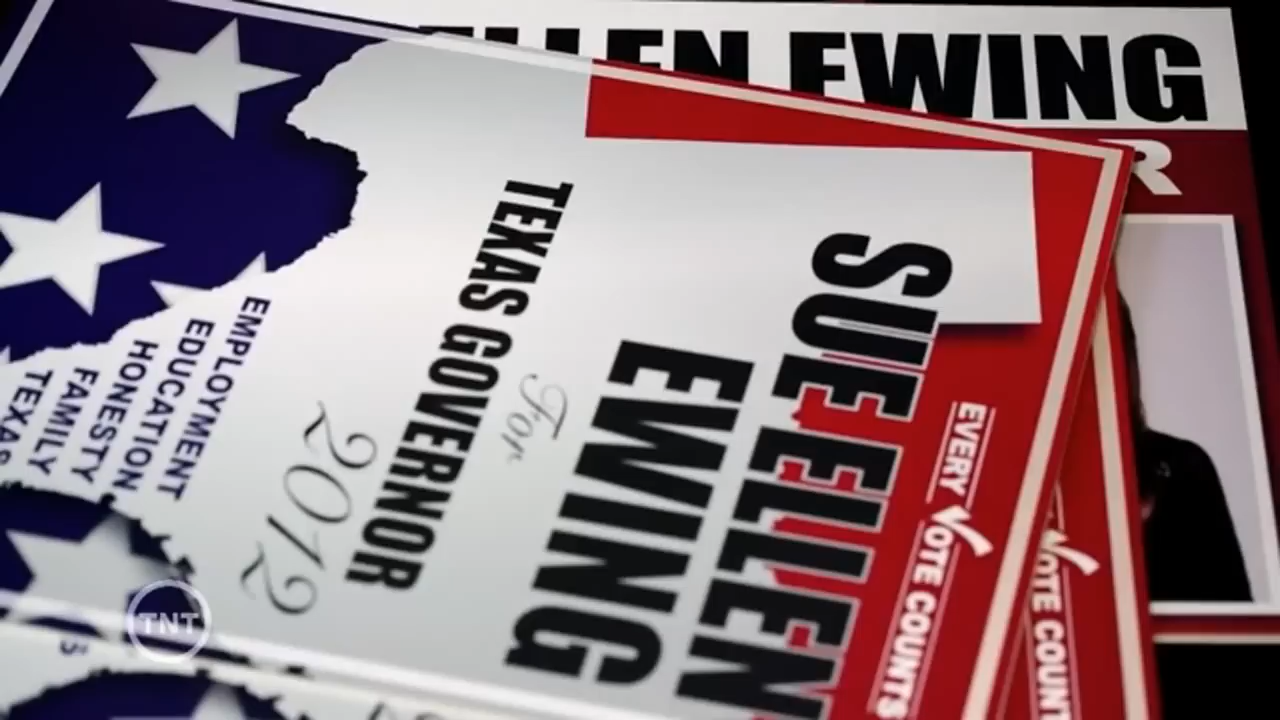 ELLEN EWING
R
SUE ELLEN
EWING
For
TEXAS GOVERNOR
2012
EMPLOYMENT
EDUCATION
HONESTY
FAMILY
TEXAS
EVERY VOTE COUNTS
VOTE COUNT
TNT